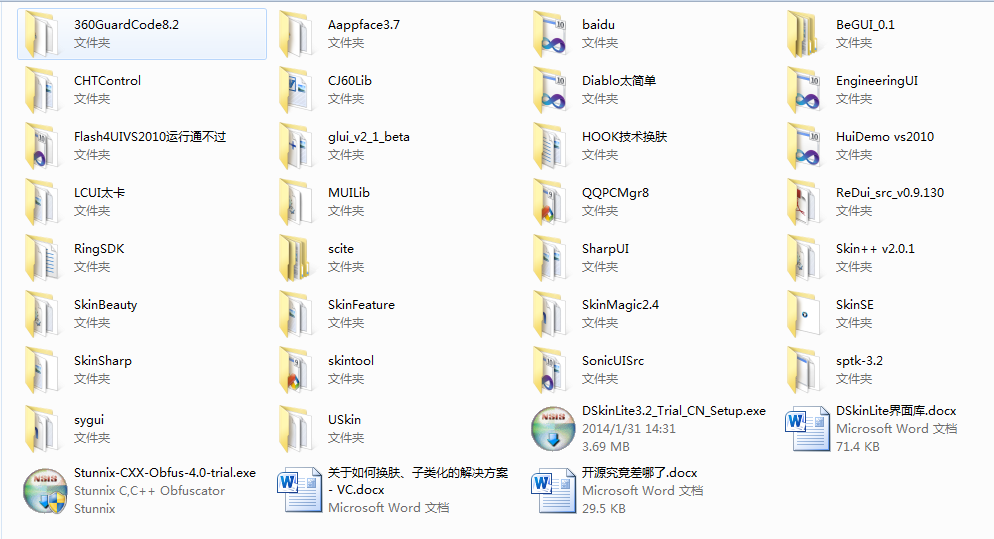 360GuardCode8.2
文件夹
Aappface3.7
文件夹
baidu
文件夹
BeGUI_0.1
文件夹
CHTControl
文件夹
CJ60Lib
文件夹
Diablo太简单
文件夹
EngineeringUI
文件夹
Flash4UIVS2010运行通不过
文件夹
glui_v2_1_beta
文件夹
HOOK技术换肤
文件夹
HuiDemo vs2010
文件夹
LCUI太卡
文件夹
MUILib
文件夹
QQPCMgr8
文件夹
ReDui_src_v0.9.130
文件夹
RingSDK
文件夹
scite
文件夹
SharpUI
文件夹
Skin++ v2.0.1
文件夹
SkinBeauty
文件夹
SkinFeature
文件夹
SkinMagic2.4
文件夹
SkinSE
文件夹
SkinSharp
文件夹
skintool
文件夹
SonicUISrc
文件夹
sptk-3.2
文件夹
sygui
文件夹
USkin
文件夹
DSkinLite3.2_Trial_CN_Setup.exe
2014/1/31 14:31
3.69 MB
DSkinLite界面库.docx
Microsoft Word 文档
71.4 KB
Stunnix-CXX-Obfus-4.0-trial.exe
Stunnix C,C++ Obfuscator
Stunnix
关于如何换肤、子类化的解决方案
- VC.docx
Microsoft Word 文档
开源究竟差哪了.docx
Microsoft Word 文档
29.5 KB